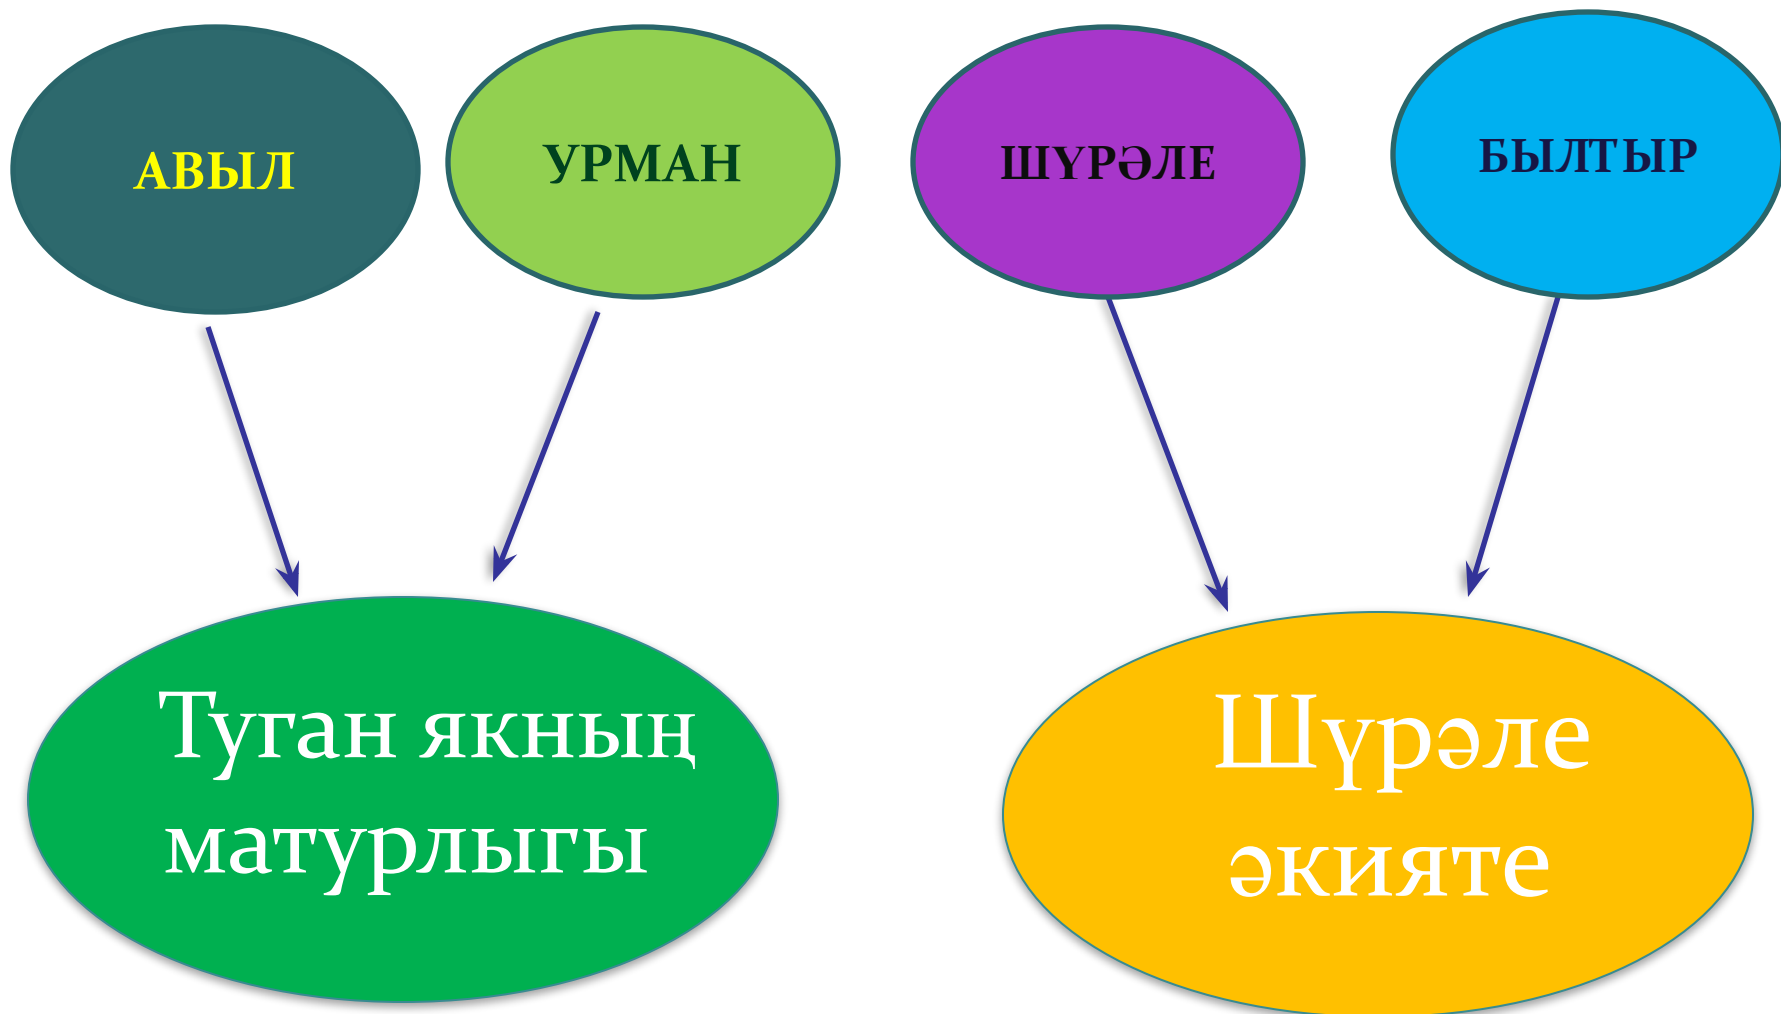 АВЫЛ
УРМАН
ШҮРӘЛЕ
БЫЛТЫР
Туган якның
матурлыгы
Шүрәле
әкияте